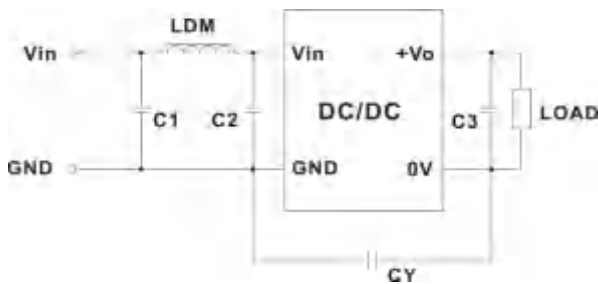 LDM
Vin
Vin
+Vo
C1
C2
DC/DC
C3
LOAD
GND
GND
0V
CY